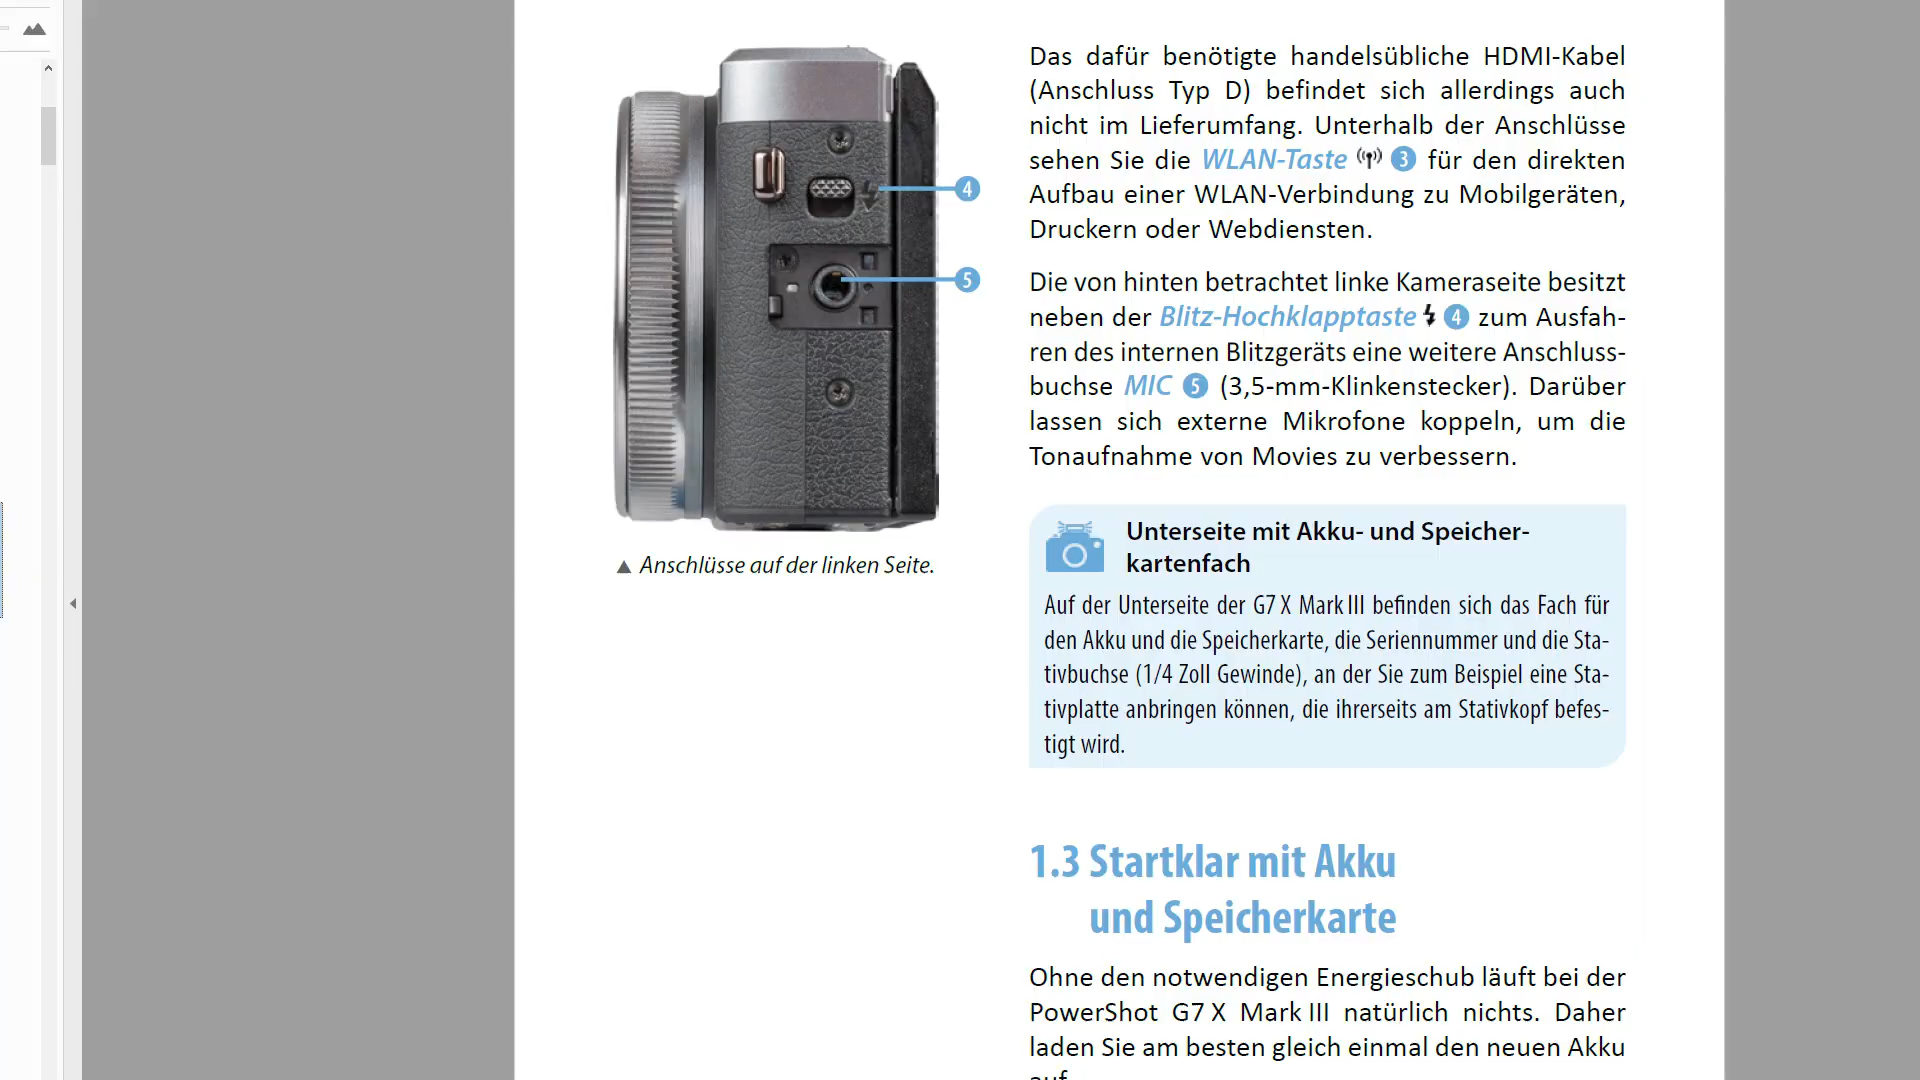 4
5
▲ Anschlüsse auf der linken Seite.
Das dafür benötigte handelsübliche HDMI-Kabel
(Anschluss Typ D) befindet sich allerdings auch
nicht im Lieferumfang. Unterhalb der Anschlüsse
sehen Sie die WLAN-Taste 3 für den direkten
Aufbau einer WLAN-Verbindung zu Mobilgeräten,
Druckern oder Webdiensten.
Die von hinten betrachtet linke Kameraseite besitzt
neben der Blitz-Hochklapptaste 4 zum Ausfah-
ren des internen Blitzgeräts eine weitere Anschluss-
buchse MIC 5 (3,5-mm-Klinkenstecker). Darüber
lassen sich externe Mikrofone koppeln, um die
Tonaufnahme von Movies zu verbessern.
Unterseite mit Akku- und Speicher-
kartenfach
Auf der Unterseite der G7 X Mark III befinden sich das Fach für
den Akku und die Speicherkarte, die Seriennummer und die Sta-
tivbuchse (1/4 Zoll Gewinde), an der Sie zum Beispiel eine Sta-
tivplatte anbringen können, die ihrerseits am Stativkopf befes-
tigt wird.
1.3 Startklar mit Akku
und Speicherkarte
Ohne den notwendigen Energieschub läuft bei der
PowerShot G7 X Mark III natürlich nichts. Daher
laden Sie am besten gleich einmal den neuen Akku